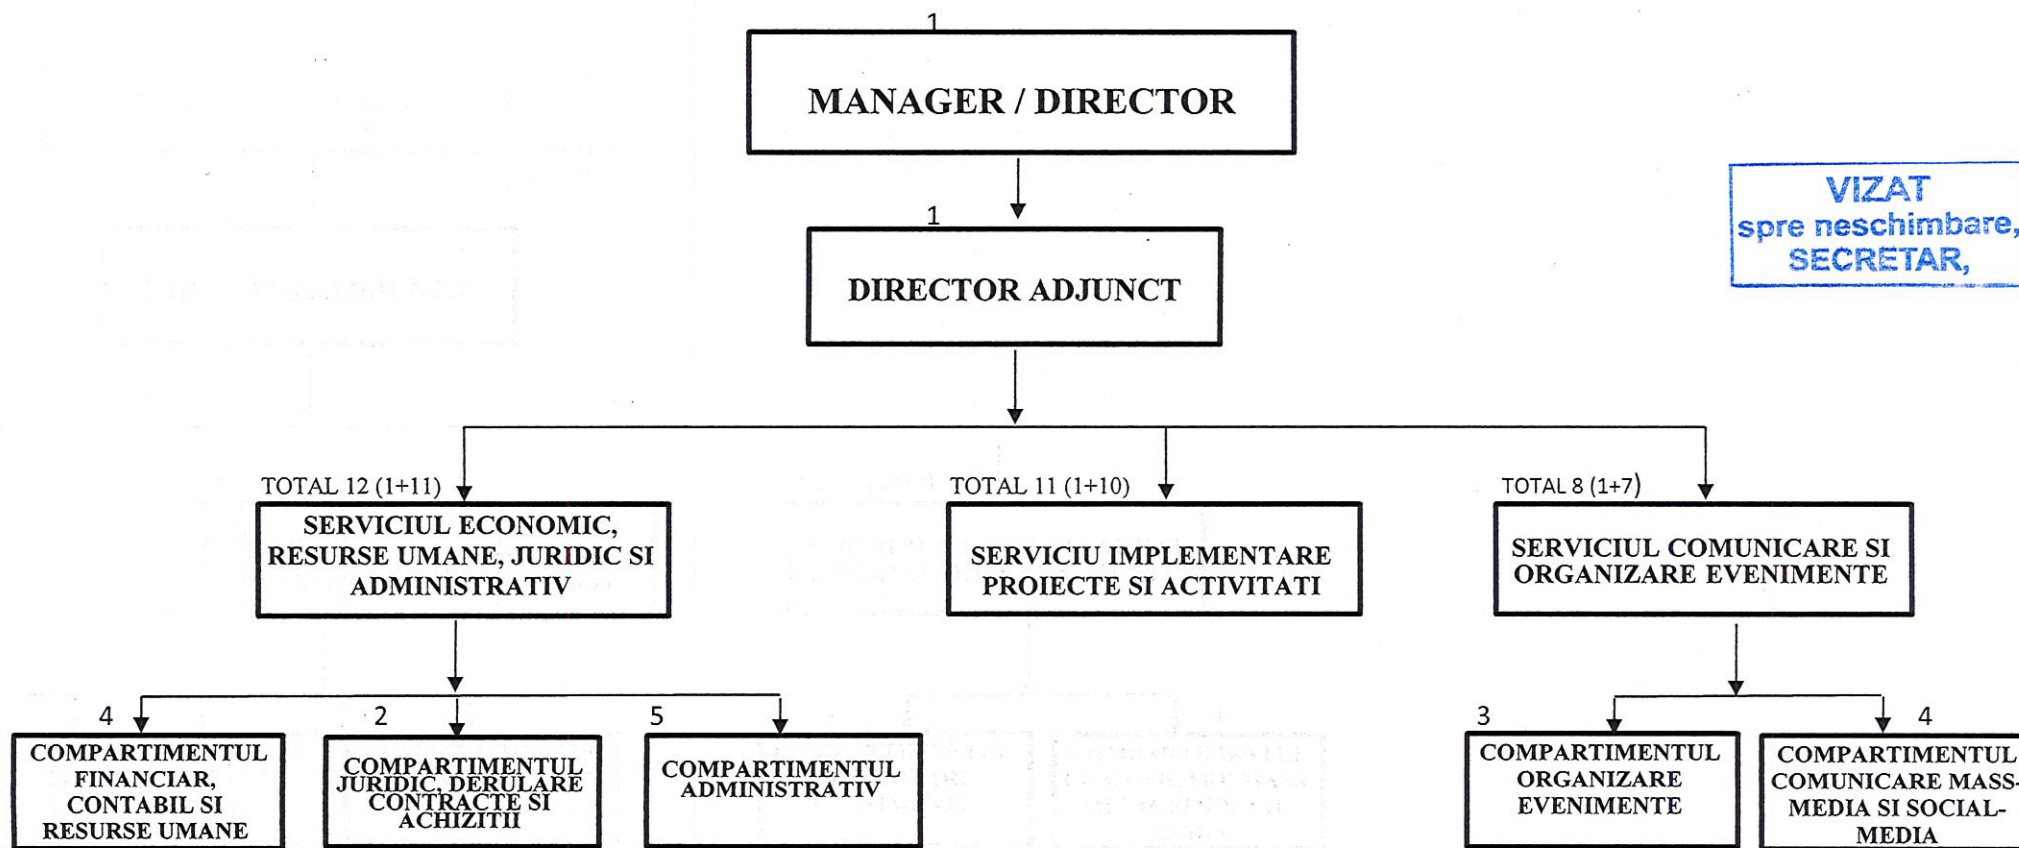 1
MANAGER / DIRECTOR
1
DIRECTOR ADJUNCT
VIZAT
spre neschimbare,
SECRETAR,
TOTAL 12 (1+11)
SERVICIUL ECONOMIC,
RESURSE UMANE, JURIDIC SI
ADMINISTRATIV
TOTAL 11 (1+10)
SERVICIU IMPLEMENTARE
PROIECTE SI ACTIVITATI
TOTAL 8 (1+7)
SERVICIUL COMUNICARE SI
ORGANIZARE EVENIMENTE
4
COMPARTIMENTUL
FINANCIAR,
CONTABIL SI
RESURSE UMANE
2
COMPARTIMENTUL
JURIDIC, DERULARE
CONTRACTE SI
ACHIZITII
5
COMPARTIMENTUL
ADMINISTRATIV
3
COMPARTIMENTUL
ORGANIZARE
EVENIMENTE
4
COMPARTIMENTUL
COMUNICARE MASS-
MEDIA SI SOCIAL-
MEDIA